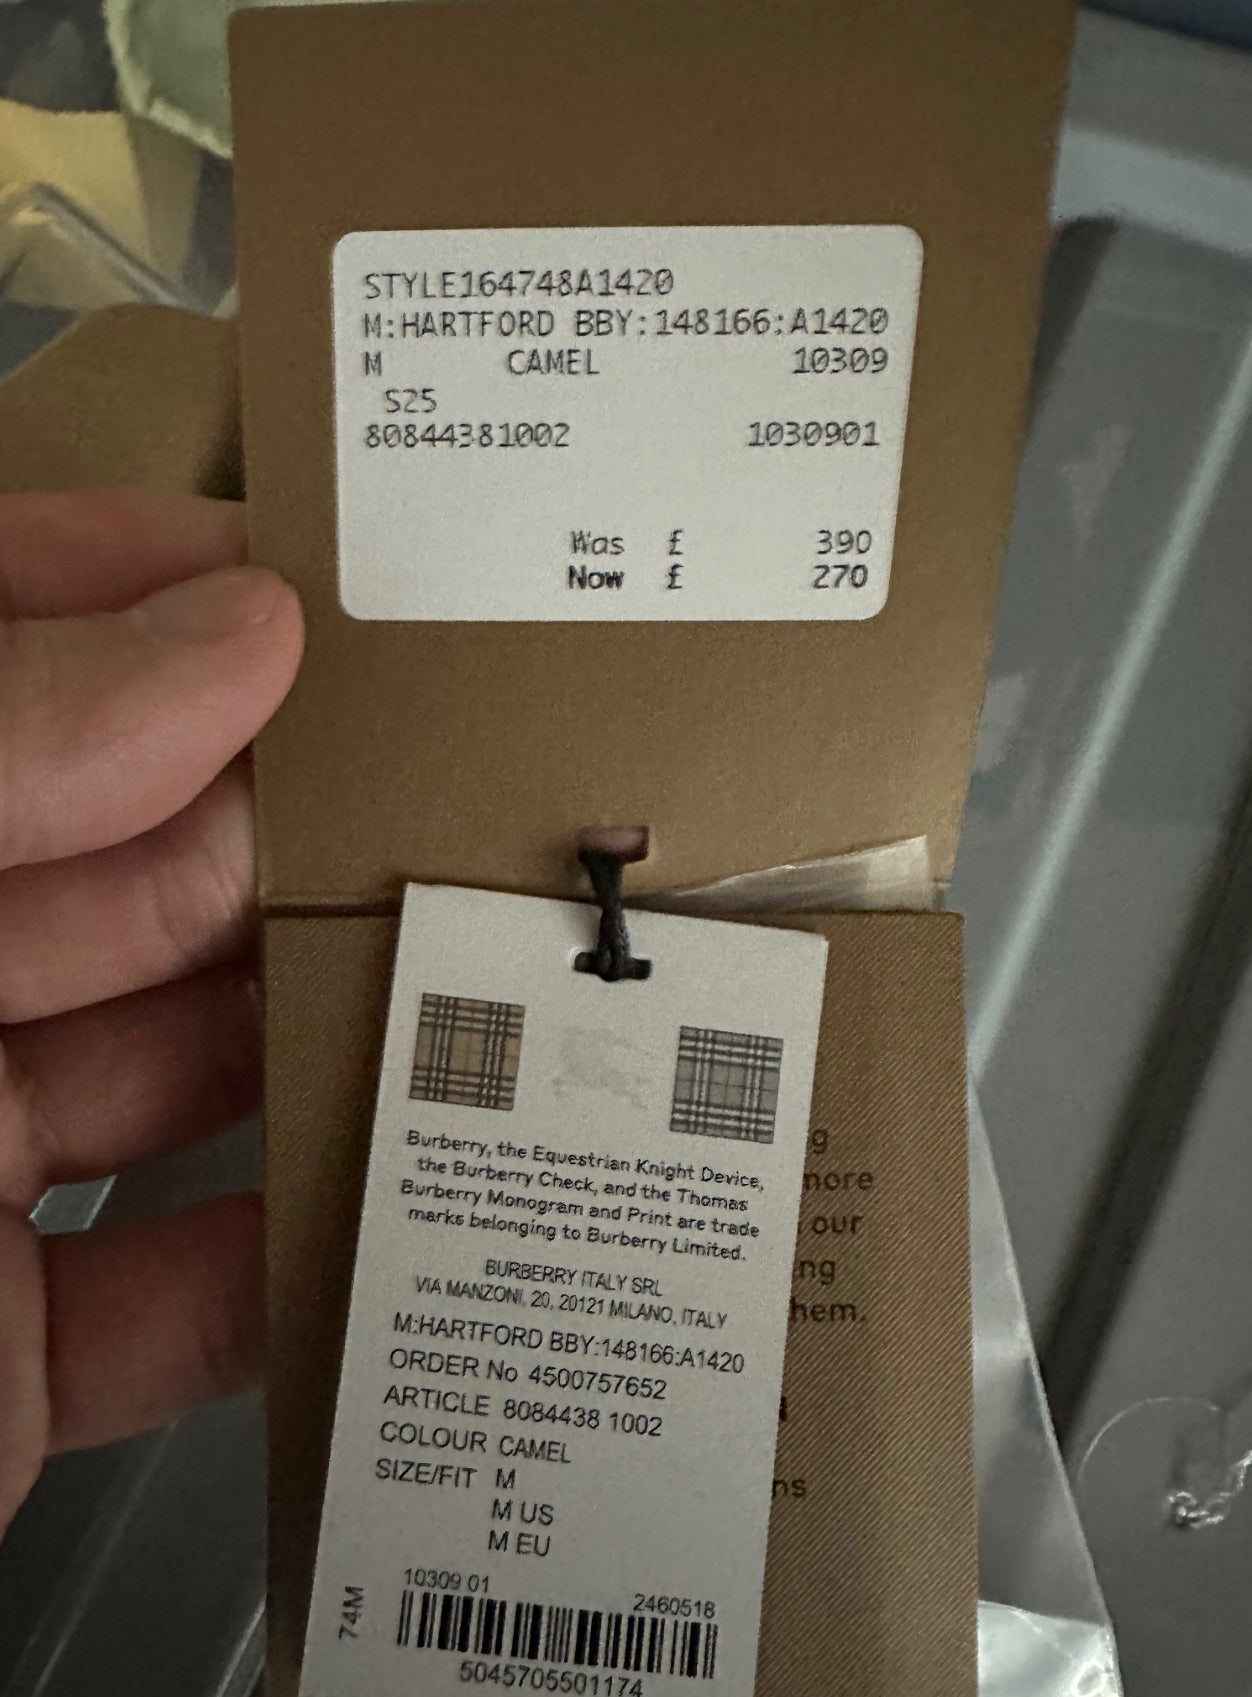 STYLE164748A1420
M:HARTFORD BBY:148166:A1420
M CAMEL 10309
S25
80844381002 1030901
Was £ 390
Now £ 270
Burberry, the Equestrian Knight Device,
the Burberry Check, and the Thomas
Burberry Monogram and Print are trade
marks belonging to Burberry Limited.
BURBERRY ITALY SRL
VIA MANZONI, 20, 20121 MILANO, ITALY
M:HARTFORD BBY:148166:A1420
ORDER No 4500757652
ARTICLE 8084438 1002
COLOUR CAMEL
SIZE/FIT M
M US
M EU
10309 01 2460518
74M
5045705501174
g
more
our
ng
hem.
ns